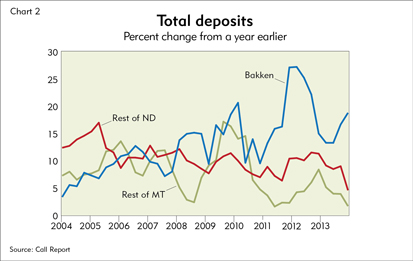 Chart 2
Total deposits
Percent change from a year earlier
30
25
20
15
10
5
0
Bakken
Rest of ND
Rest of MT
2004 2005 2006 2007 2008 2009 2010 2011 2012 2013
Source: Call Report